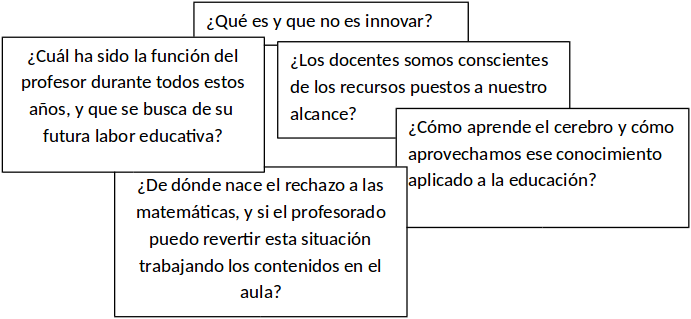 ¿Qué es y que no es innovar?
¿Cuál ha sido la función del
profesor durante todos estos
años, y que se busca de su
futura labor educativa?
¿Los docentes somos conscientes
de los recursos puestos a nuestro
alcance?
¿Cómo aprende el cerebro y cómo
aprovechamos ese conocimiento
aplicado a la educación?
¿De dónde nace el rechazo a las
matemáticas, y si el profesorado
puedo revertir esta situación
trabajando los contenidos en el
aula?